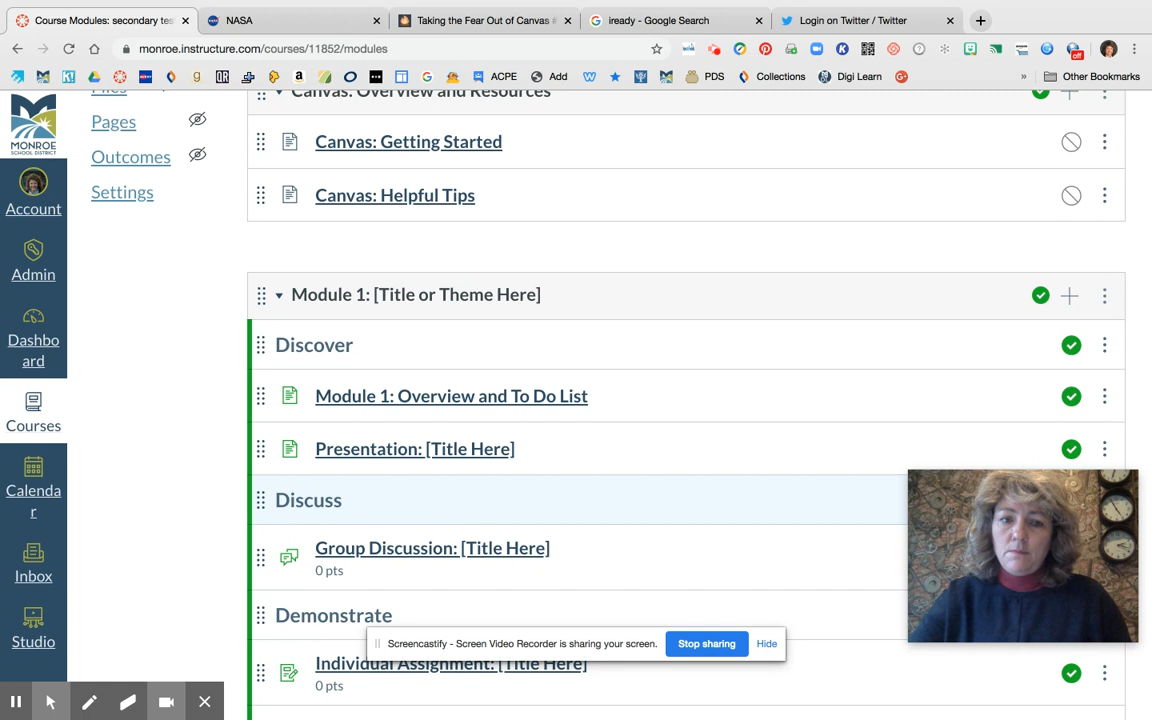 Course Modules: secondary tes
NASA
Taking the Fear Out of Canvas #
iready - Google Search
Login on Twitter / Twitter
monroe.instructure.com/courses/11852/modules
off
ACPE
Add
PDS
Collections
Digi Learn
»
Other Bookmarks
MONROE
SCHOOL DISTRICT
Account
Admin
Dashbo
ard
Courses
Calenda
r
Inbox
Studio
Files
Pages
Outcomes
Settings
Canvas: Overview and Resources
Canvas: Getting Started
Canvas: Helpful Tips
Module 1: [Title or Theme Here]
Discover
Module 1: Overview and To Do List
Presentation: [Title Here]
Discuss
Group Discussion: [Title Here]
0 pts
Demonstrate
Screencastify - Screen Video Recorder is sharing your screen.
Stop sharing
Hide
Individual Assignment: [Title Here]
0 pts